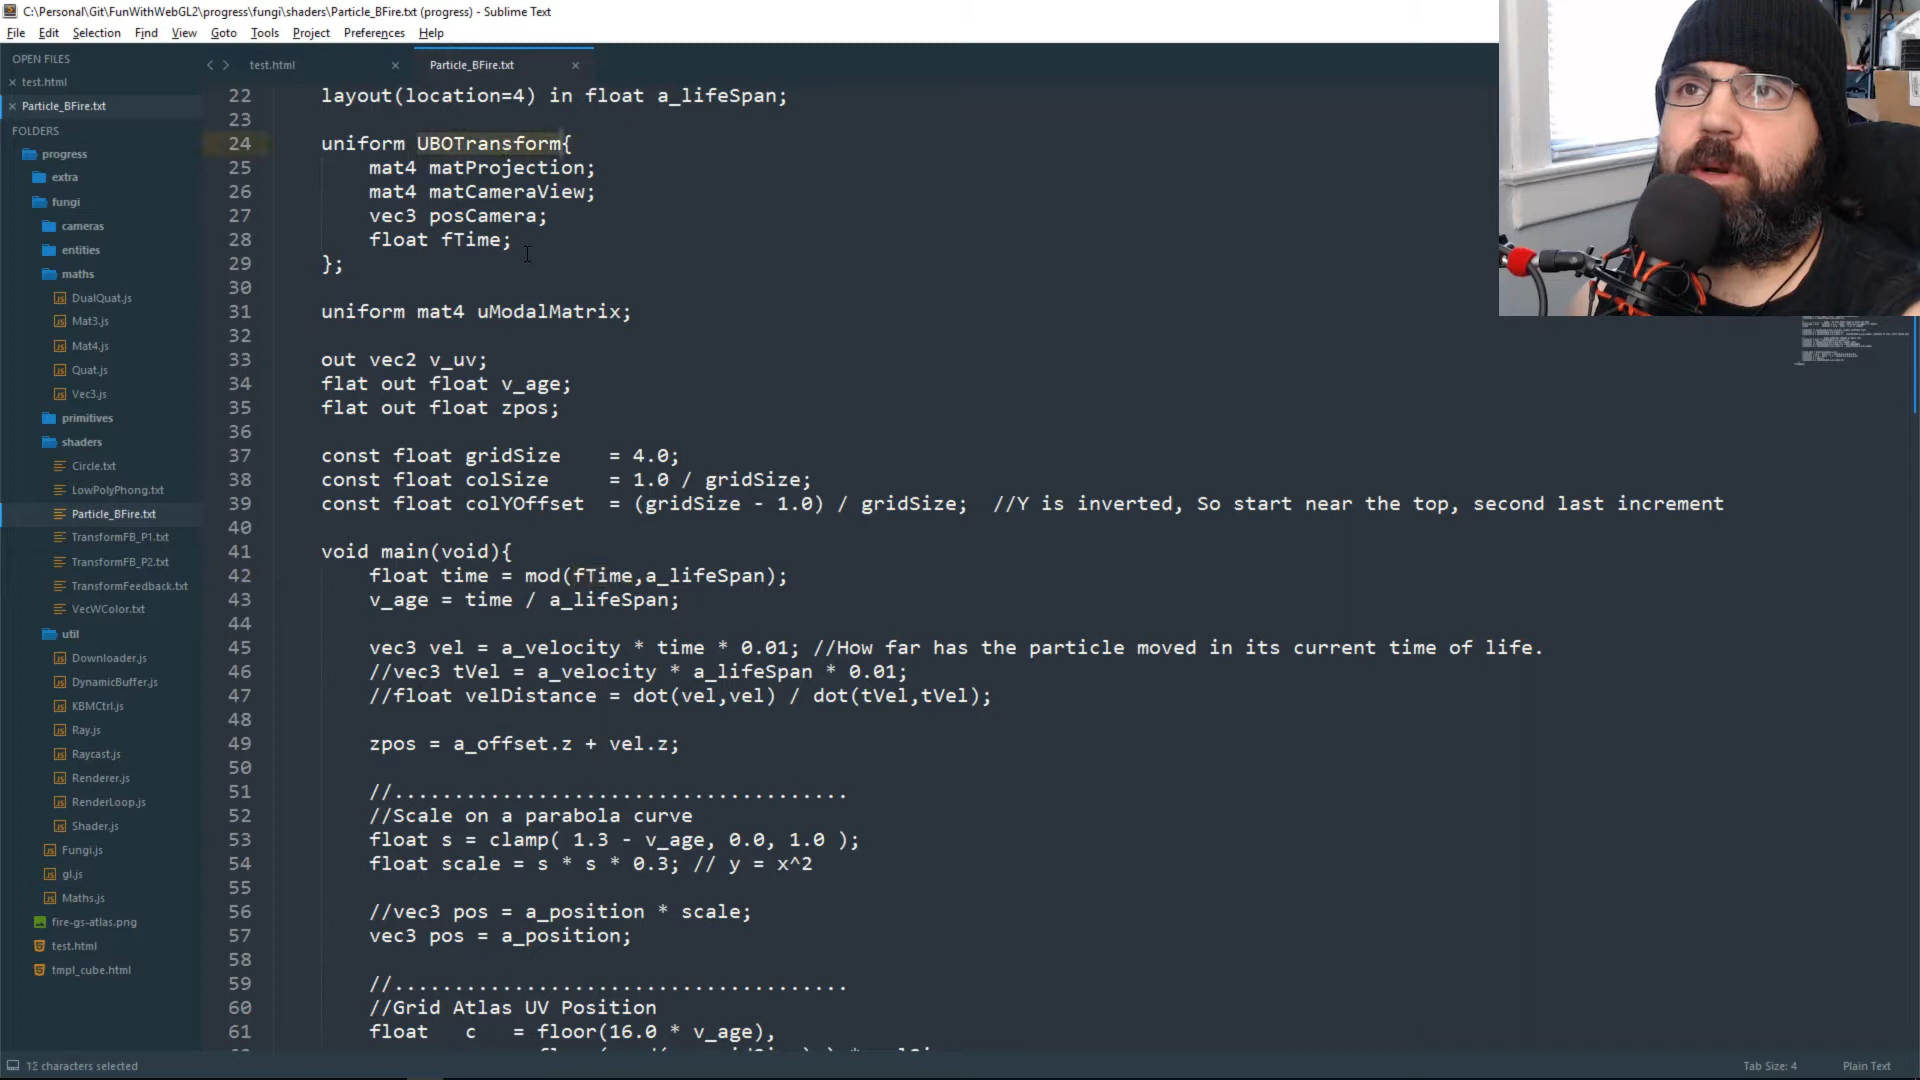 C:\Personal\Git\FunWithWebGL2\progress\fungi\shaders\Particle_BFire.txt (progress) - Sublime Text
File Edit Selection Find View Goto Tools Project Preferences Help
OPEN FILES
test.html
Particle_BFire.txt
FOLDERS
progress
extra
fungi
cameras
entities
maths
DualQuat.js
Mat3.js
Mat4.js
Quat.js
Vec3.js
primitives
shaders
Circle.txt
LowPolyPhong.txt
Particle_BFire.txt
TransformFB_P1.txt
TransformFB_P2.txt
TransformFeedback.txt
VecWColor.txt
util
Downloader.js
DynamicBuffer.js
KBMCtrl.js
Ray.js
Raycast.js
Renderer.js
RenderLoop.js
Shader.js
Fungi.js
gl.js
Maths.js
fire-gs-atlas.png
test.html
tmpl_cube.html
test.html
Particle_BFire.txt
22 layout(location=4) in float a_lifeSpan;
23
24 uniform UBOTransform{
25 mat4 matProjection;
26 mat4 matCameraView;
27 vec3 posCamera;
28 float fTime;
29 };
30
31 uniform mat4 uModalMatrix;
32
33 out vec2 v_uv;
34 flat out float v_age;
35 flat out float zpos;
36
37 const float gridSize = 4.0;
38 const float colSize = 1.0 / gridSize;
39 const float colYOffset = (gridSize - 1.0) / gridSize; //Y is inverted, So start near the top, second last increment
40
41 void main(void){
42 float time = mod(fTime,a_lifeSpan);
43 v_age = time / a_lifeSpan;
44
45 vec3 vel = a_velocity * time * 0.01; //How far has the particle moved in its current time of life.
46 //vec3 tVel = a_velocity * a_lifeSpan * 0.01;
47 //float velDistance = dot(vel,vel) / dot(tVel,tVel);
48
49 zpos = a_offset.z + vel.z;
50
51 //......................................
52 //Scale on a parabola curve
53 float s = clamp( 1.3 - v_age, 0.0, 1.0 );
54 float scale = s * s * 0.3; // y = x^2
55
56 //vec3 pos = a_position * scale;
57 vec3 pos = a_position;
58
59 //......................................
60 //Grid Atlas UV Position
61 float c = floor(16.0 * v_age),
12 characters selected
Tab Size: 4
Plain Text